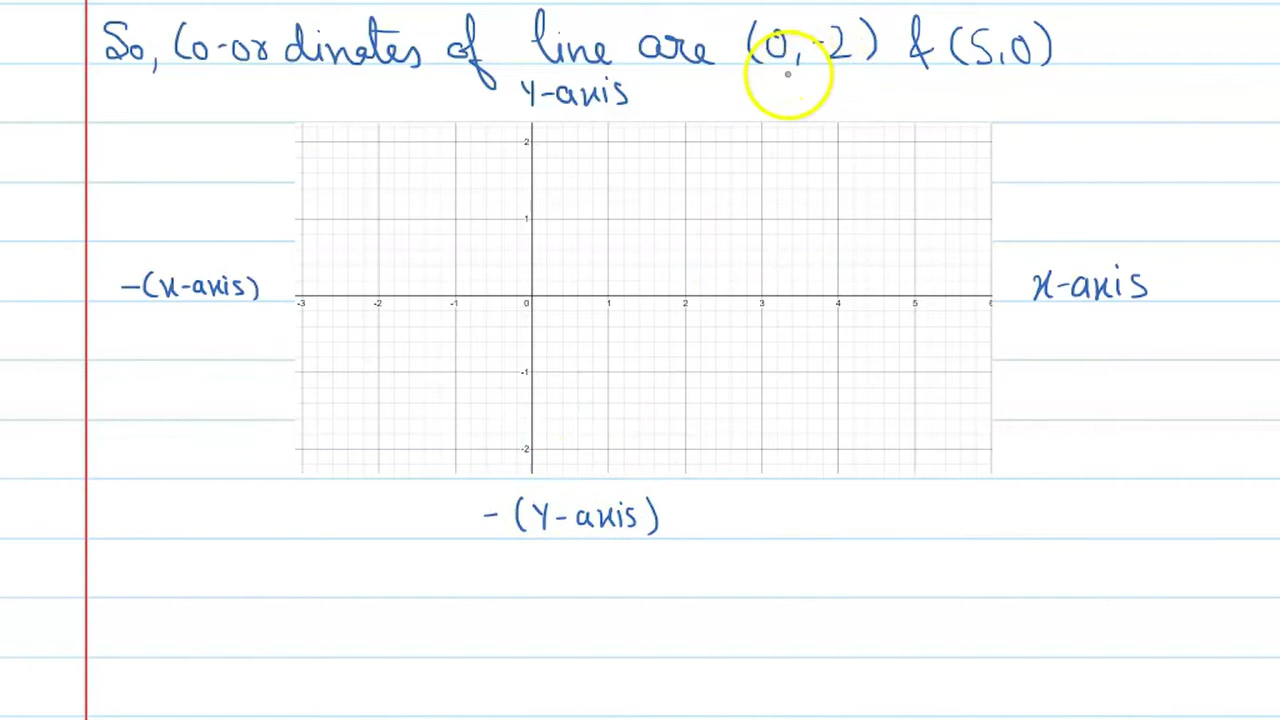 So, Co-ordinates of line are (0,-2) & (5,0)
Y-axis
2
1
-(x-axis)
x-axis
-3 -2 -1 0 1 2 3 4 5 6
-1
-2
-(Y-axis)